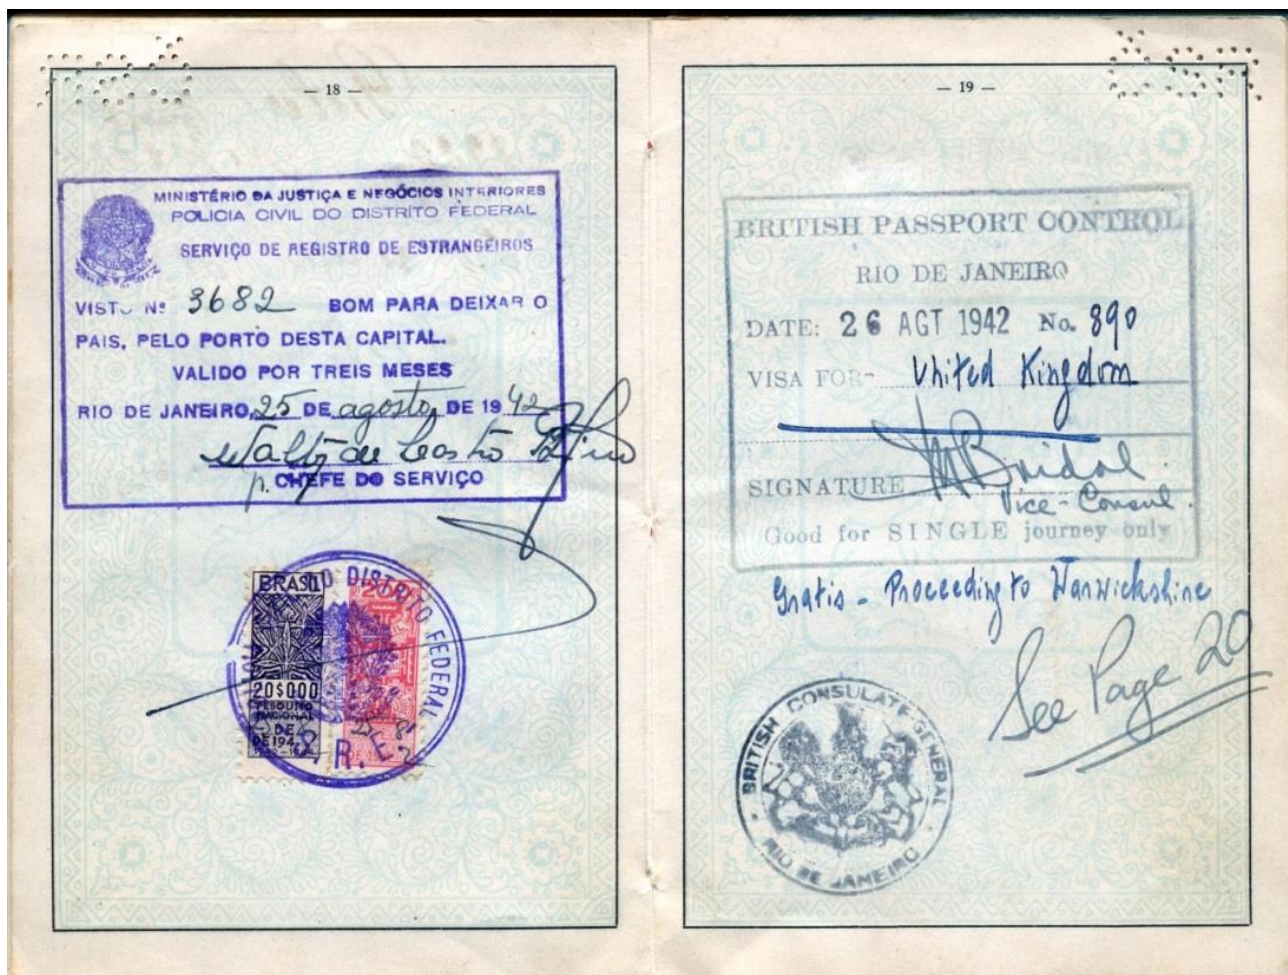 — 18 —
MINISTÉRIO DA JUSTIÇA E NEGÓCIOS INTERIORES
POLICIA CIVIL DO DISTRITO FEDERAL
SERVIÇO DE REGISTRO DE ESTRANGEIROS
VISTO Nº 3682 BOM PARA DEIXAR O
PAIS, PELO PORTO DESTA CAPITAL.
VALIDO POR TREIS MESES
RIO DE JANEIRO, 25 DE agosto DE 1942
p. CHEFE DO SERVIÇO
BRASIL
20$000
DISTRITO FEDERAL
S.R.E.
— 19 —
BRITISH PASSPORT CONTROL
RIO DE JANEIRO
DATE: 26 AGT 1942 No. 890
VISA FOR- United Kingdom
SIGNATURE
Vice-Consul.
Good for SINGLE journey only
Gratis - Proceeding to Warwickshire
See Page 20
BRITISH CONSULATE-GENERAL
RIO DE JANEIRO